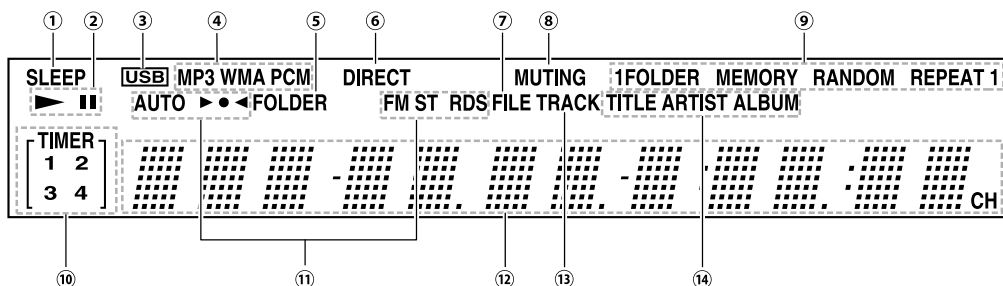 ① ② ③ ④ ⑤ ⑥ ⑦ ⑧ ⑨
SLEEP USB MP3 WMA PCM DIRECT MUTING 1FOLDER MEMORY RANDOM REPEAT 1
AUTO FOLDER FM ST RDS FILE TRACK TITLE ARTIST ALBUM
TIMER
1 2
3 4
CH
⑩ ⑪ ⑫ ⑬ ⑭